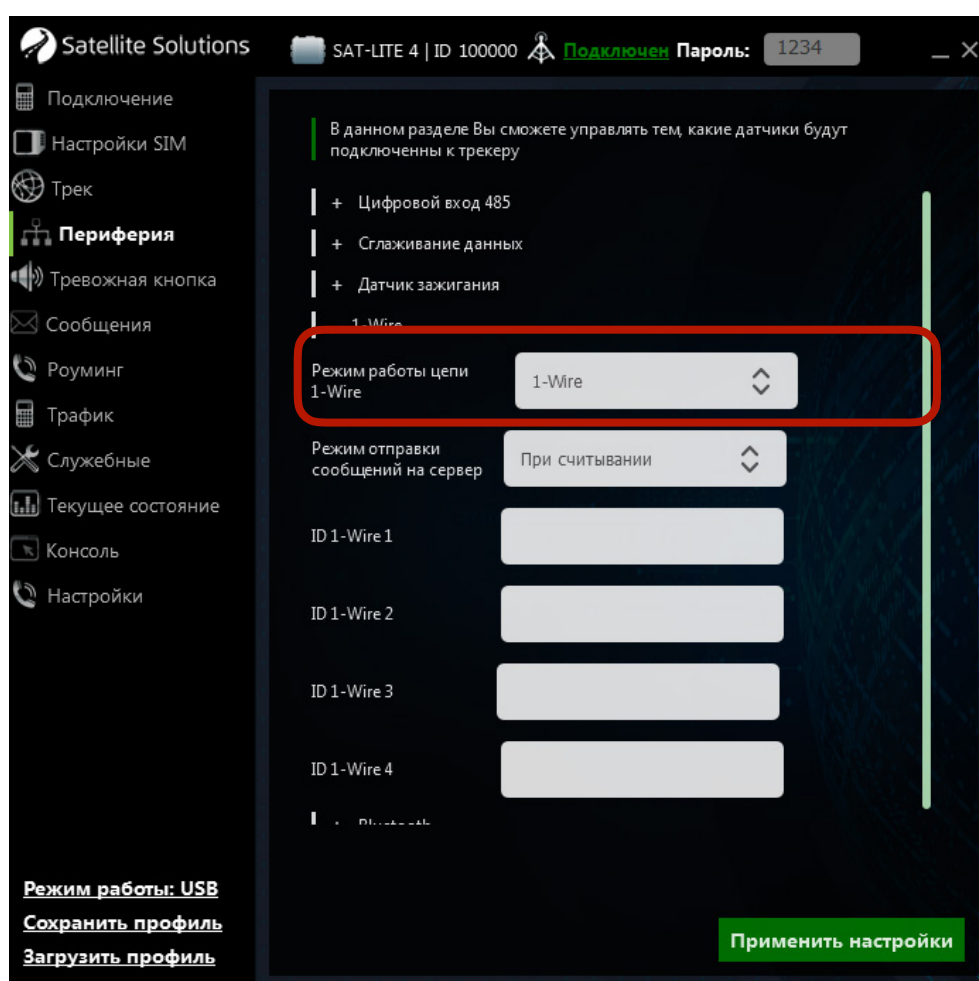 Satellite Solutions
SAT-LITE 4 | ID 100000 Подключен Пароль: 1234
Подключение
Настройки SIM
Трек
Периферия
Тревожная кнопка
Сообщения
Роуминг
Трафик
Служебные
Текущее состояние
Консоль
Настройки
Режим работы: USB
Сохранить профиль
Загрузить профиль
В данном разделе Вы сможете управлять тем, какие датчики будут
подключенны к трекеру
+ Цифровой вход 485
+ Сглаживание данных
+ Датчик зажигания
1-Wire
Режим работы цепи
1-Wire
1-Wire
Режим отправки
сообщений на сервер
При считывании
ID 1-Wire 1
ID 1-Wire 2
ID 1-Wire 3
ID 1-Wire 4
+ Bluetooth
Применить настройки